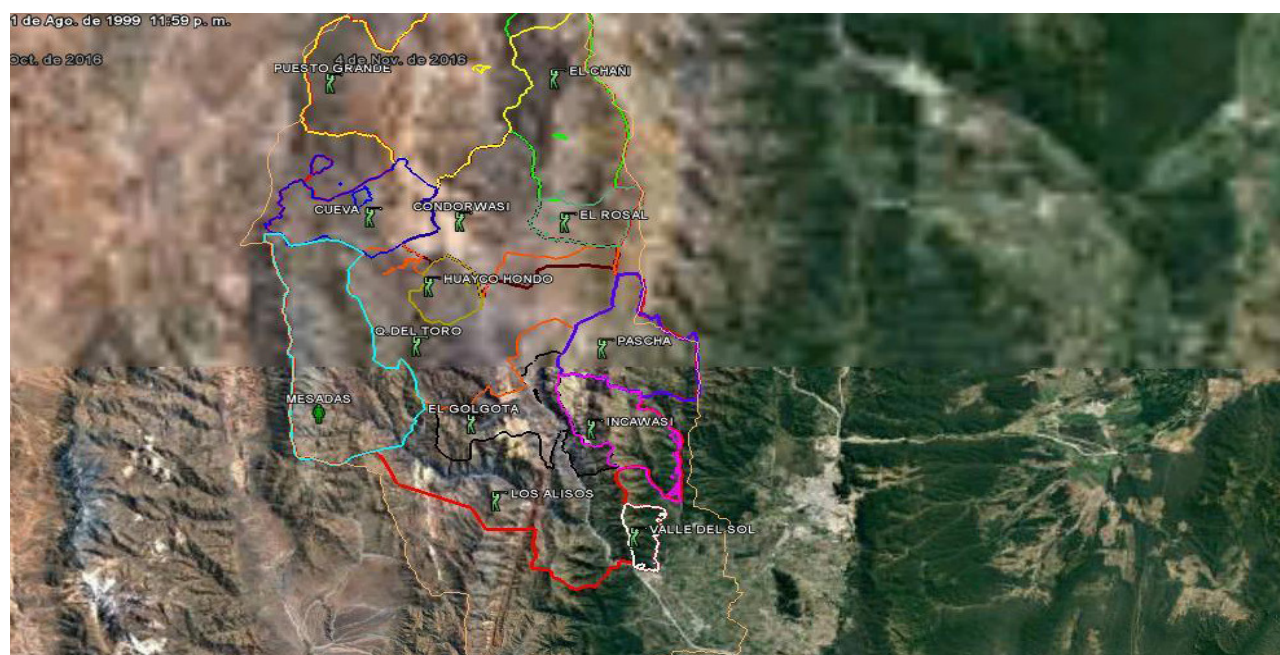 1 de Ago. de 1999 11:59 p. m.
Oct. de 2016
4 de Nov. de 2016
PUESTO GRANDE
EL CHAÑI
CUEVA
CONDORWASI
EL ROSAL
HUAYCO HONDO
Q. DEL TORO
PASCHA
MESADAS
EL GOLGOTA
INCAWASI
LOS ALISOS
VALLE DEL SOL